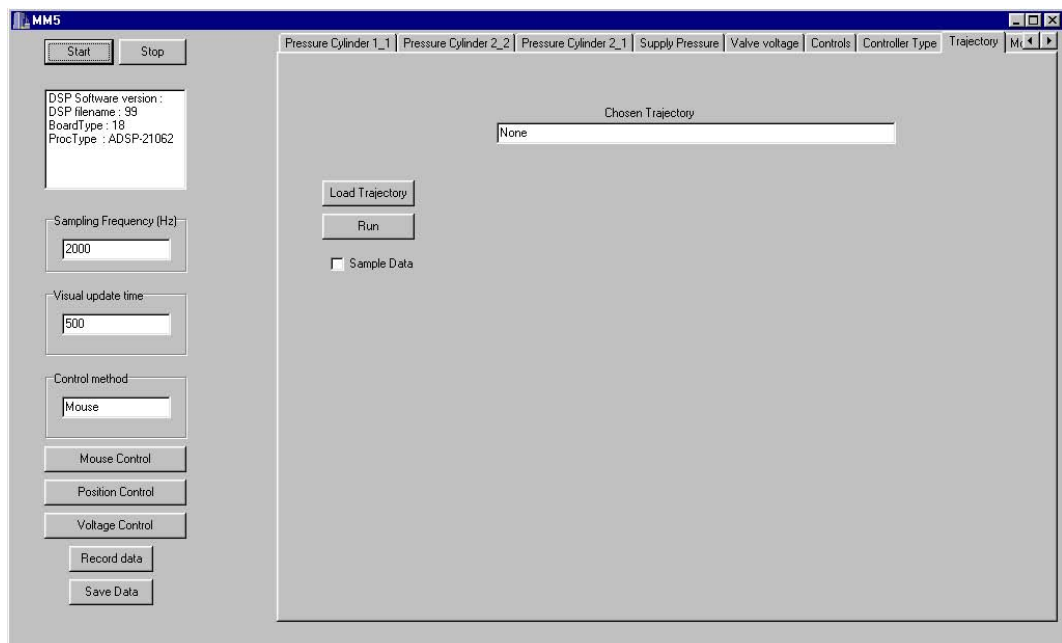 MM5
Start Stop
Pressure Cylinder 1_1 Pressure Cylinder 2_2 Pressure Cylinder 2_1 Supply Pressure Valve voltage Controls Controller Type Trajectory
DSP Software version :
DSP filename : 99
BoardType : 18
ProcType : ADSP-21062
Chosen Trajectory
None
Load Trajectory
Run
Sample Data
Sampling Frequency (Hz)
2000
Visual update time
500
Control method
Mouse
Mouse Control
Position Control
Voltage Control
Record data
Save Data